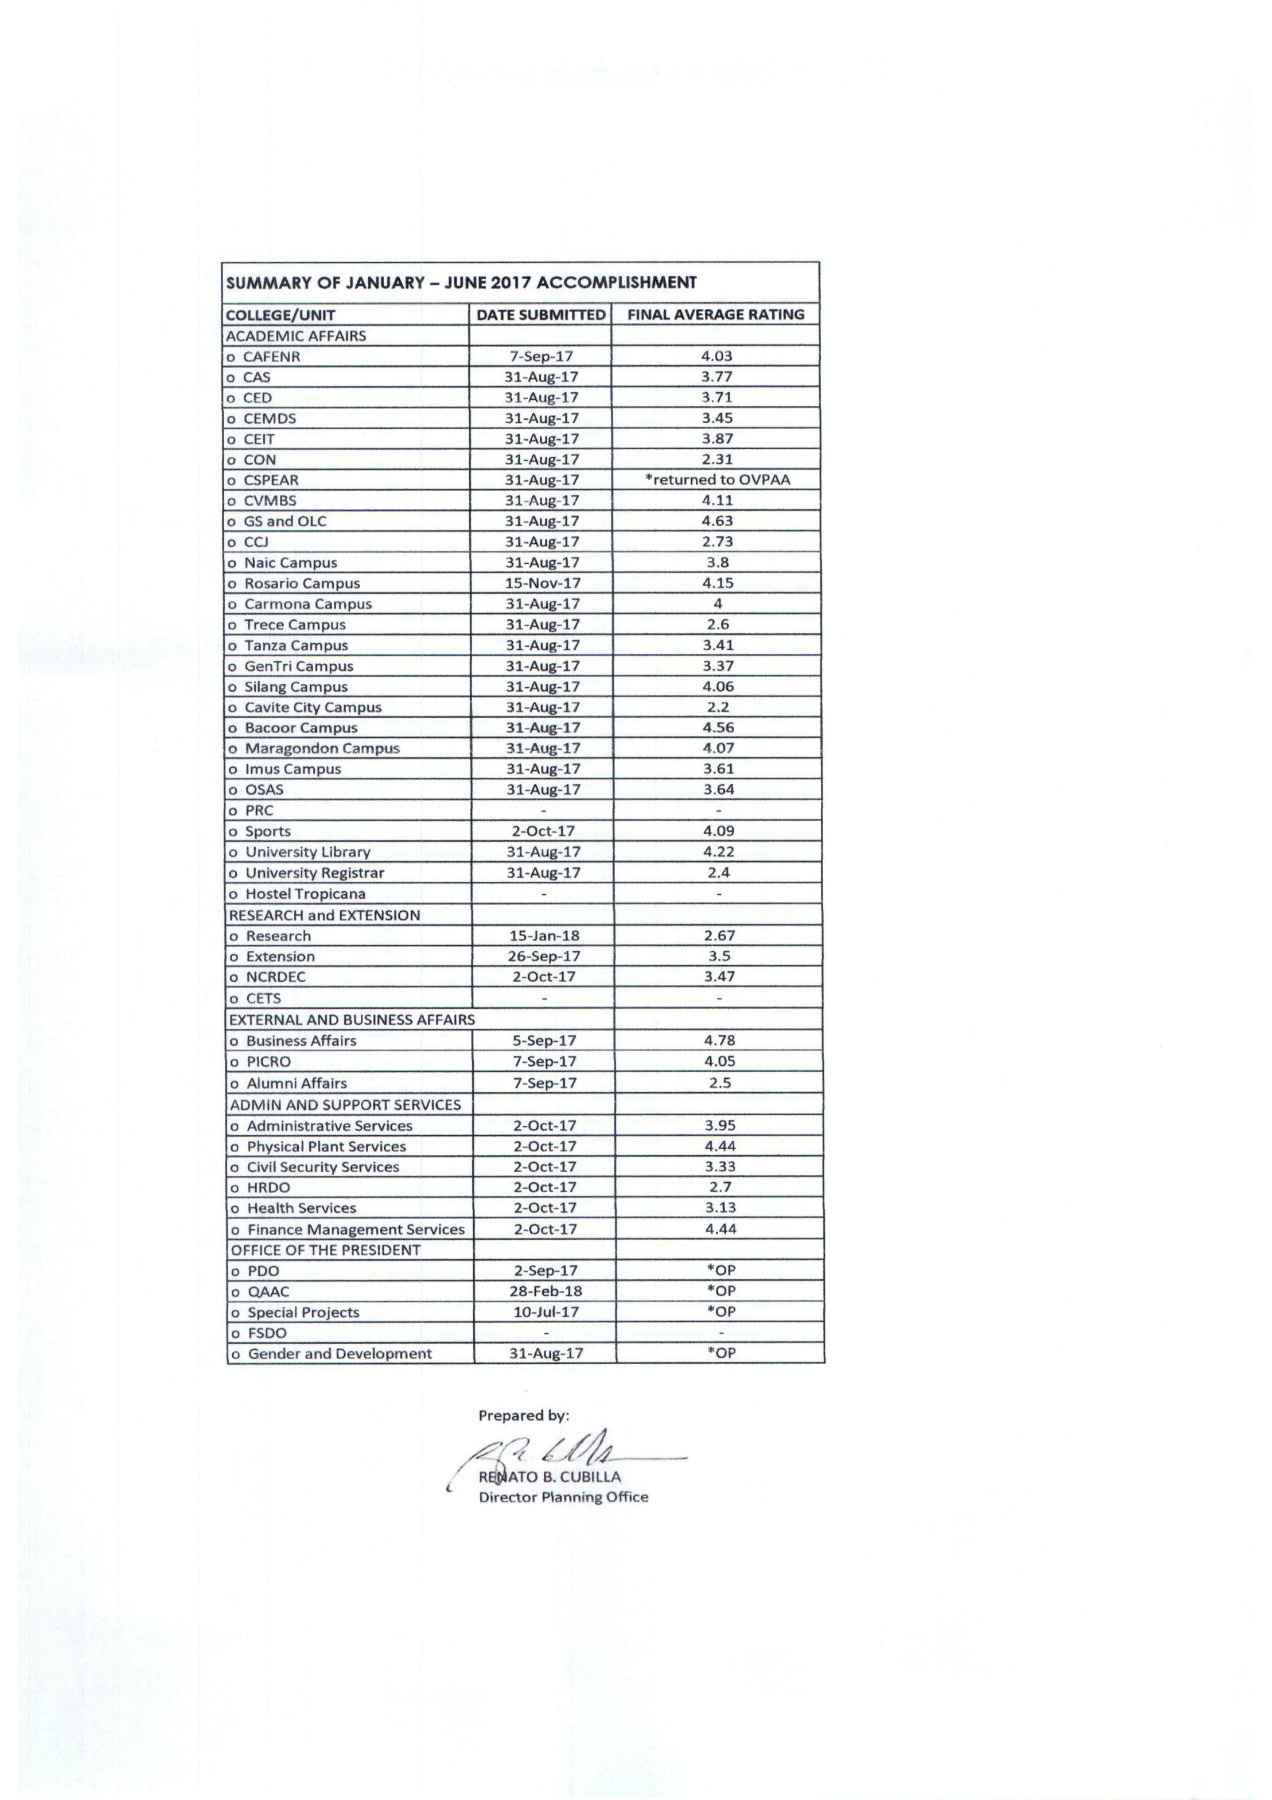 SUMMARY OF JANUARY – JUNE 2017 ACCOMPLISHMENT
COLLEGE/UNIT DATE SUBMITTED FINAL AVERAGE RATING
ACADEMIC AFFAIRS
o CAFENR 7-Sep-17 4.03
o CAS 31-Aug-17 3.77
o CED 31-Aug-17 3.71
o CEMDS 31-Aug-17 3.45
o CEIT 31-Aug-17 3.87
o CON 31-Aug-17 2.31
o CSPEAR 31-Aug-17 *returned to OVPAA
o CVMBS 31-Aug-17 4.11
o GS and OLC 31-Aug-17 4.63
o CCJ 31-Aug-17 2.73
o Naic Campus 31-Aug-17 3.8
o Rosario Campus 15-Nov-17 4.15
o Carmona Campus 31-Aug-17 4
o Trece Campus 31-Aug-17 2.6
o Tanza Campus 31-Aug-17 3.41
o GenTri Campus 31-Aug-17 3.37
o Silang Campus 31-Aug-17 4.06
o Cavite City Campus 31-Aug-17 2.2
o Bacoor Campus 31-Aug-17 4.56
o Maragondon Campus 31-Aug-17 4.07
o Imus Campus 31-Aug-17 3.61
o OSAS 31-Aug-17 3.64
o PRC - -
o Sports 2-Oct-17 4.09
o University Library 31-Aug-17 4.22
o University Registrar 31-Aug-17 2.4
o Hostel Tropicana - -
RESEARCH and EXTENSION
o Research 15-Jan-18 2.67
o Extension 26-Sep-17 3.5
o NCRDEC 2-Oct-17 3.47
o CETS - -
EXTERNAL AND BUSINESS AFFAIRS
o Business Affairs 5-Sep-17 4.78
o PICRO 7-Sep-17 4.05
o Alumni Affairs 7-Sep-17 2.5
ADMIN AND SUPPORT SERVICES
o Administrative Services 2-Oct-17 3.95
o Physical Plant Services 2-Oct-17 4.44
o Civil Security Services 2-Oct-17 3.33
o HRDO 2-Oct-17 2.7
o Health Services 2-Oct-17 3.13
o Finance Management Services 2-Oct-17 4.44
OFFICE OF THE PRESIDENT
o PDO 2-Sep-17 *OP
o QAAC 28-Feb-18 *OP
o Special Projects 10-Jul-17 *OP
o FSDO - -
o Gender and Development 31-Aug-17 *OP
Prepared by:
RENATO B. CUBILLA
Director Planning Office